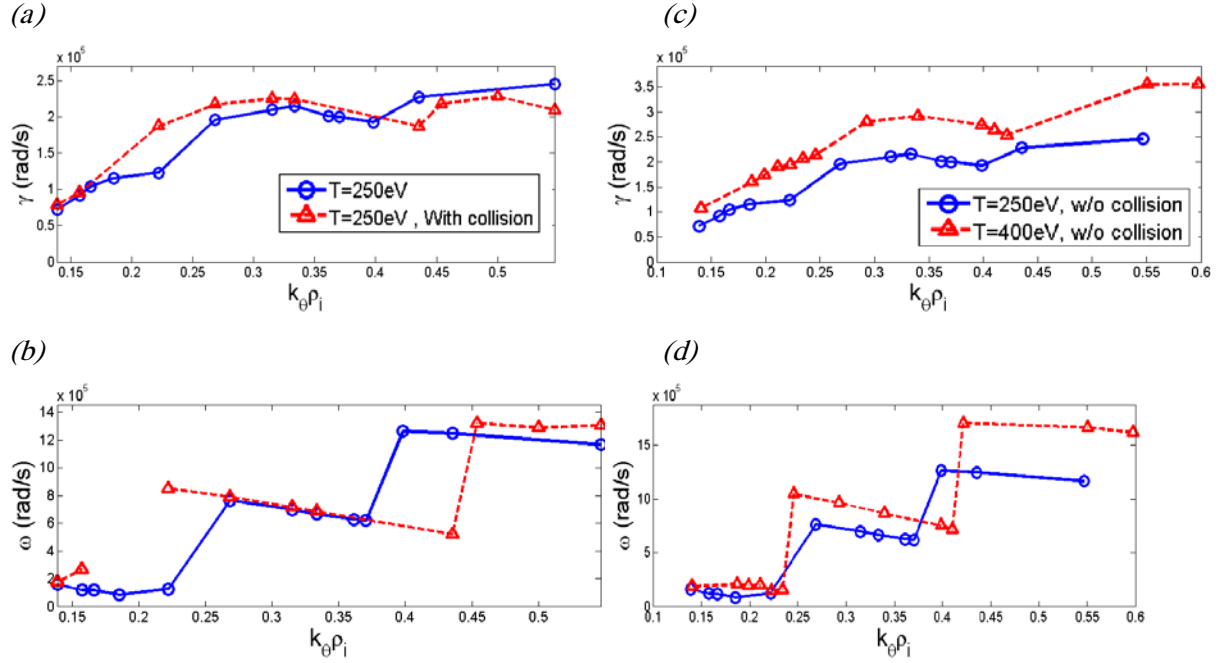 (a)
x 10^5
2.5
2
1.5
1
0.5
0
γ (rad/s)
0.15 0.2 0.25 0.3 0.35 0.4 0.45 0.5
k_θρ_i
T=250eV
T=250eV , With collision
(c)
x 10^5
3.5
3
2.5
2
1.5
1
0.5
0
γ (rad/s)
0.1 0.15 0.2 0.25 0.3 0.35 0.4 0.45 0.5 0.55 0.6
k_θρ_i
T=250eV, w/o collision
T=400eV, w/o collision
(b)
x 10^5
14
12
10
8
6
4
2
0
ω (rad/s)
0.15 0.2 0.25 0.3 0.35 0.4 0.45 0.5
k_θρ_i
(d)
x 10^5
15
10
5
0
ω (rad/s)
0.1 0.15 0.2 0.25 0.3 0.35 0.4 0.45 0.5 0.55 0.6
k_θρ_i